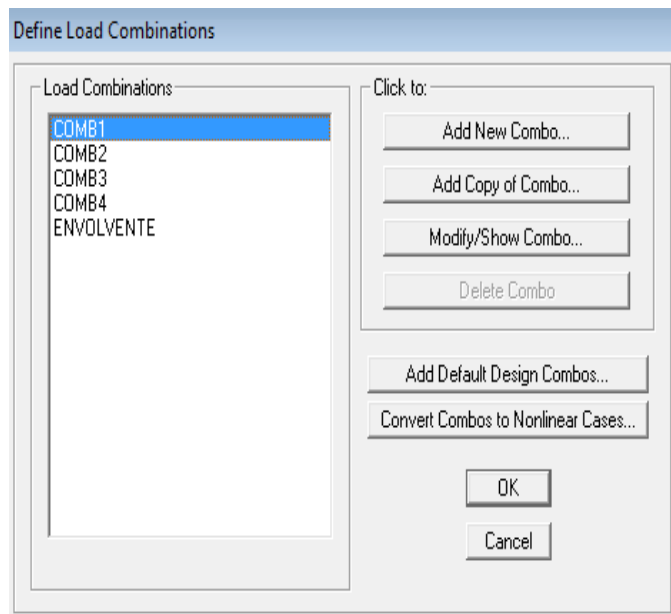 Define Load Combinations
Load Combinations
COMB1
COMB2
COMB3
COMB4
ENVOLVENTE
Click to:
Add New Combo...
Add Copy of Combo...
Modify/Show Combo...
Delete Combo
Add Default Design Combos...
Convert Combos to Nonlinear Cases...
OK
Cancel